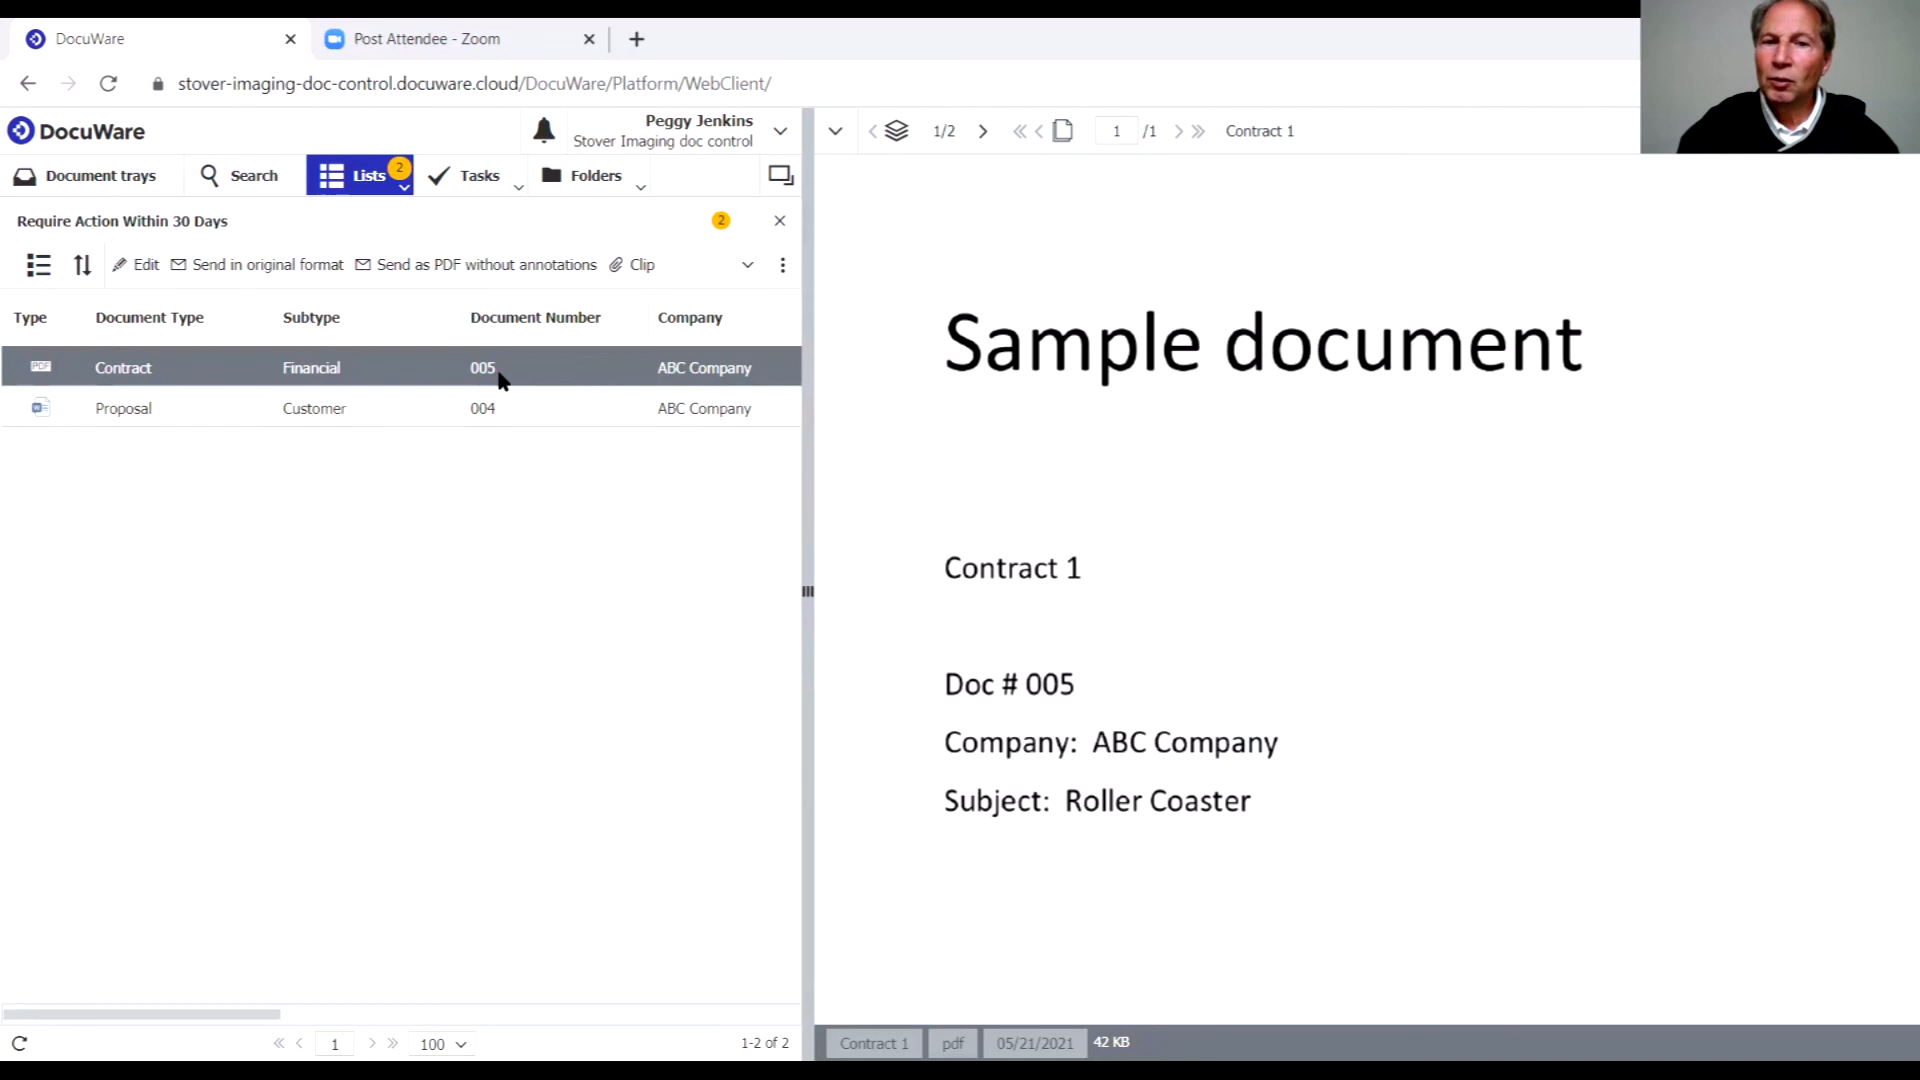 DocuWare
Post Attendee - Zoom
stover-imaging-doc-control.docuware.cloud/DocuWare/Platform/WebClient/
DocuWare
Peggy Jenkins
Stover Imaging doc control
1/2
1 /1
Contract 1
Document trays
Search
Lists 2
Tasks
Folders
Require Action Within 30 Days
2
Edit
Send in original format
Send as PDF without annotations
Clip
Type Document Type Subtype Document Number Company
PDF Contract Financial 005 ABC Company
W Proposal Customer 004 ABC Company
1
100
1-2 of 2
Sample document
Contract 1
Doc # 005
Company: ABC Company
Subject: Roller Coaster
Contract 1 pdf 05/21/2021 42 KB